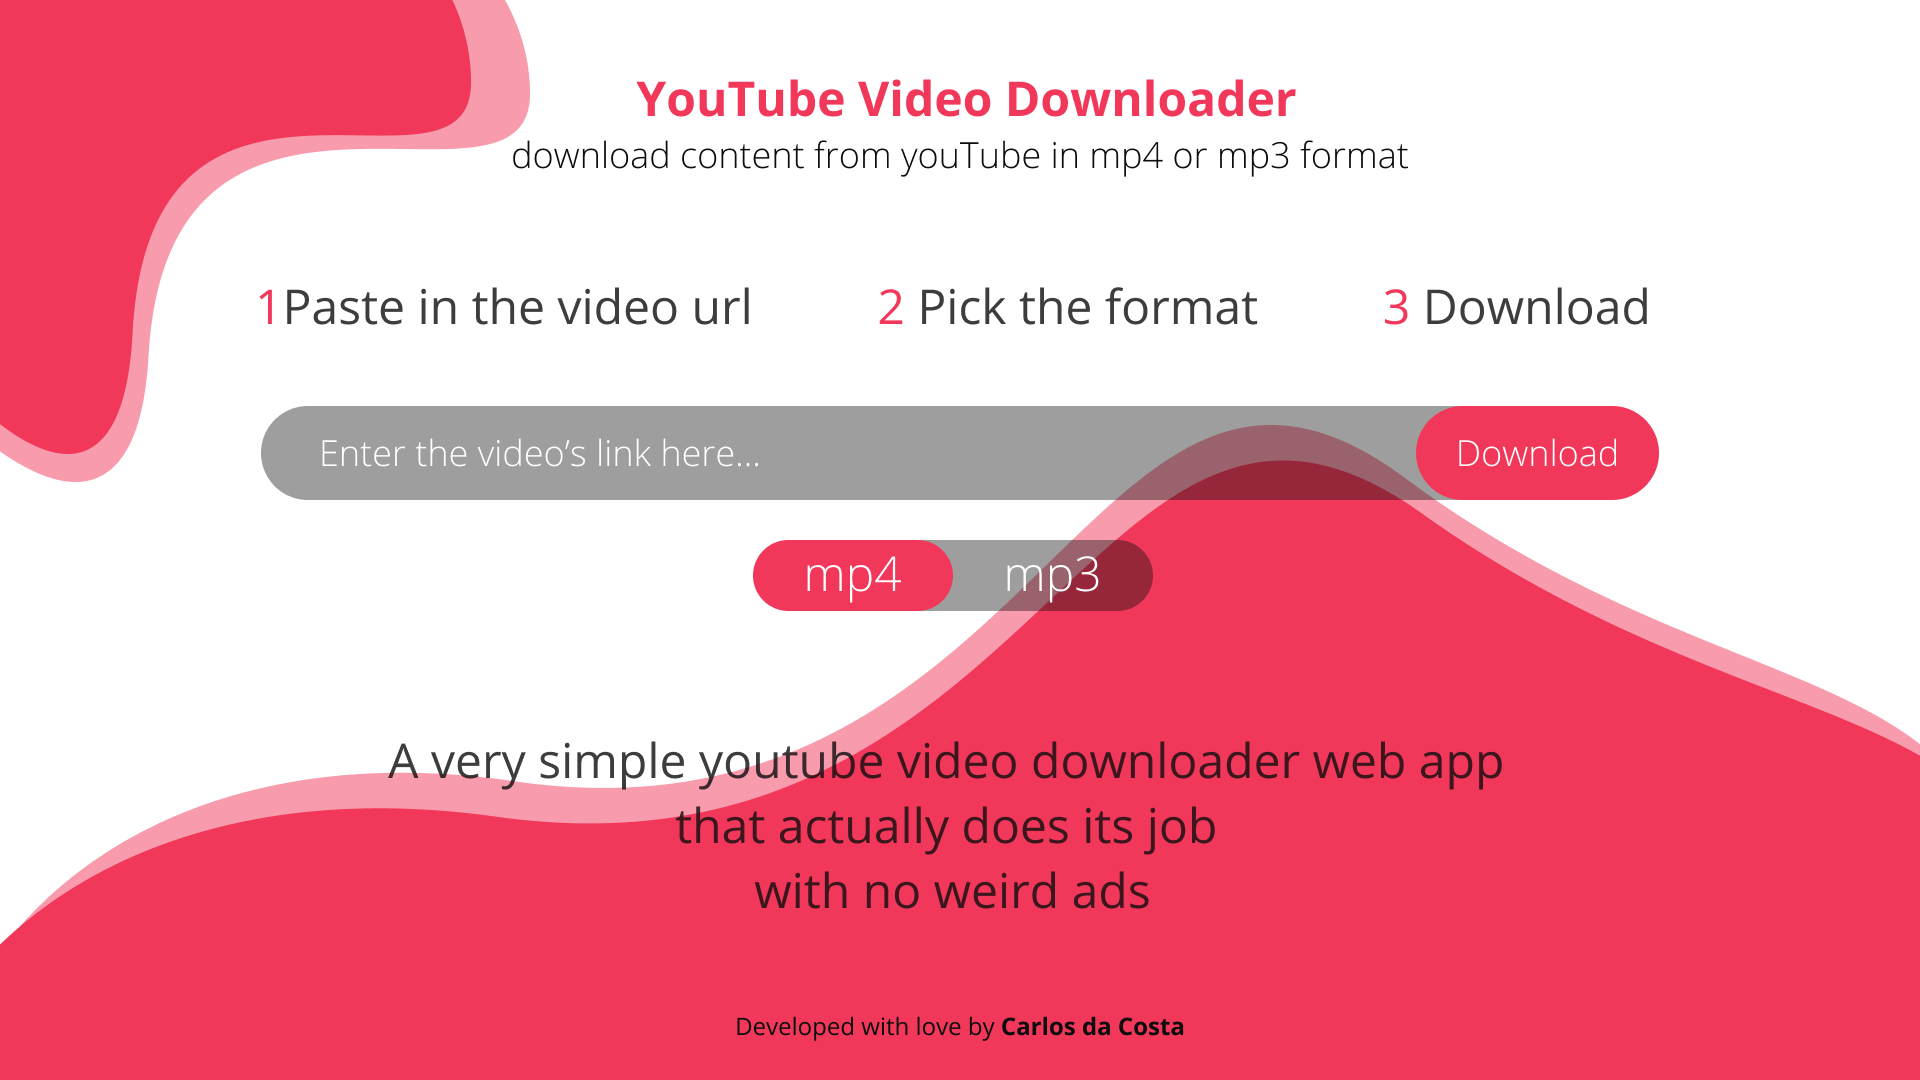 YouTube Video Downloader
download content from youTube in mp4 or mp3 format
1Paste in the video url
2 Pick the format
3 Download
Enter the video’s link here...
Download
mp4
mp3
A very simple youtube video downloader web app
that actually does its job
with no weird ads
Developed with love by Carlos da Costa